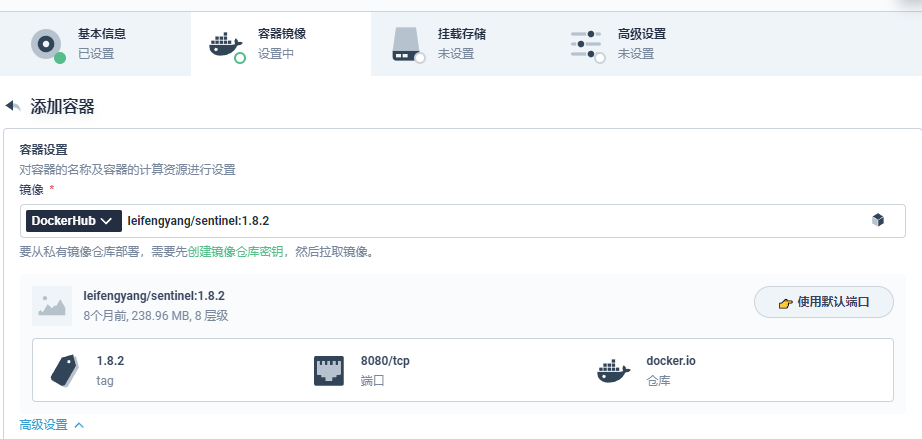 基本信息
已设置
容器镜像
设置中
挂载存储
未设置
高级设置
未设置
添加容器
容器设置
对容器的名称及容器的计算资源进行设置
镜像 *
DockerHub leifengyang/sentinel:1.8.2
要从私有镜像仓库部署，需要先创建镜像仓库密钥，然后拉取镜像。
leifengyang/sentinel:1.8.2
8个月前, 238.96 MB, 8 层级
使用默认端口
1.8.2
tag
8080/tcp
端口
docker.io
仓库
高级设置